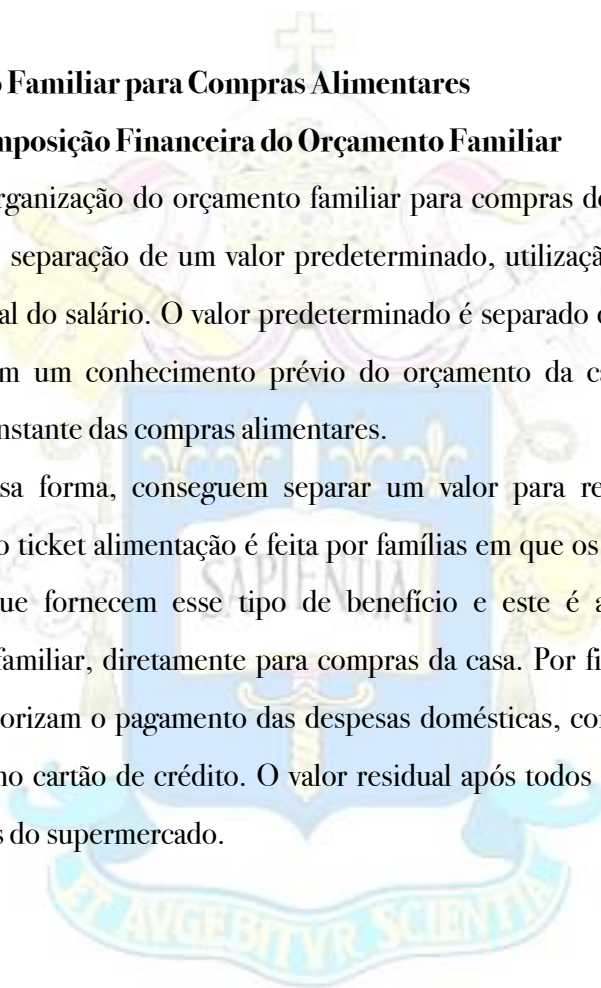 o Familiar para Compras Alimentares
mposição Financeira do Orçamento Familiar
rganização do orçamento familiar para compras de
separação de um valor predeterminado, utilizaçã
al do salário. O valor predeterminado é separado
m um conhecimento prévio do orçamento da ca
nstante das compras alimentares.
sa forma, conseguem separar um valor para re
o ticket alimentação é feita por famílias em que os
ue fornecem esse tipo de benefício e este é a
familiar, diretamente para compras da casa. Por fi
SAPIENTIA
orizam o pagamento das despesas domésticas, co
no cartão de crédito. O valor residual após todos
s do supermercado.
ET AVGEBITVR SCIENTIA